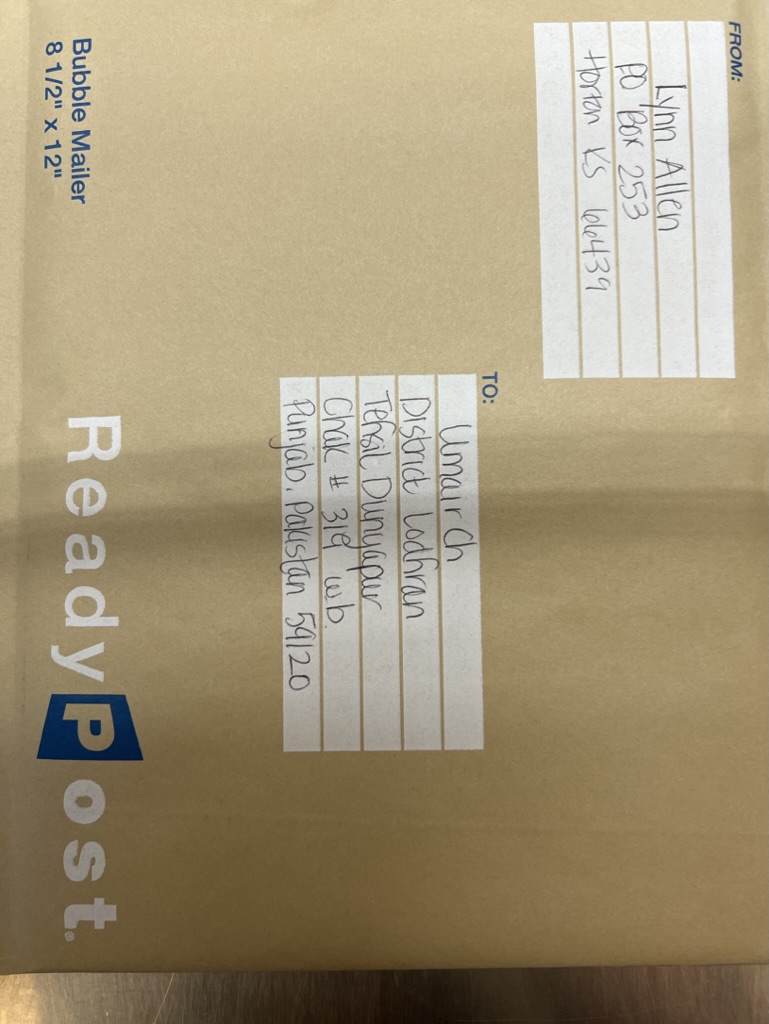 FROM:
Lynn Allen
PO Box 253
Horton KS 66439
TO:
Umair Ch
District Lodhran
Tehsil Dunyapur
Chak # 319 w.b.
Punjab, Pakistan 59120
Bubble Mailer
8 1/2" x 12"
ReadyPost®